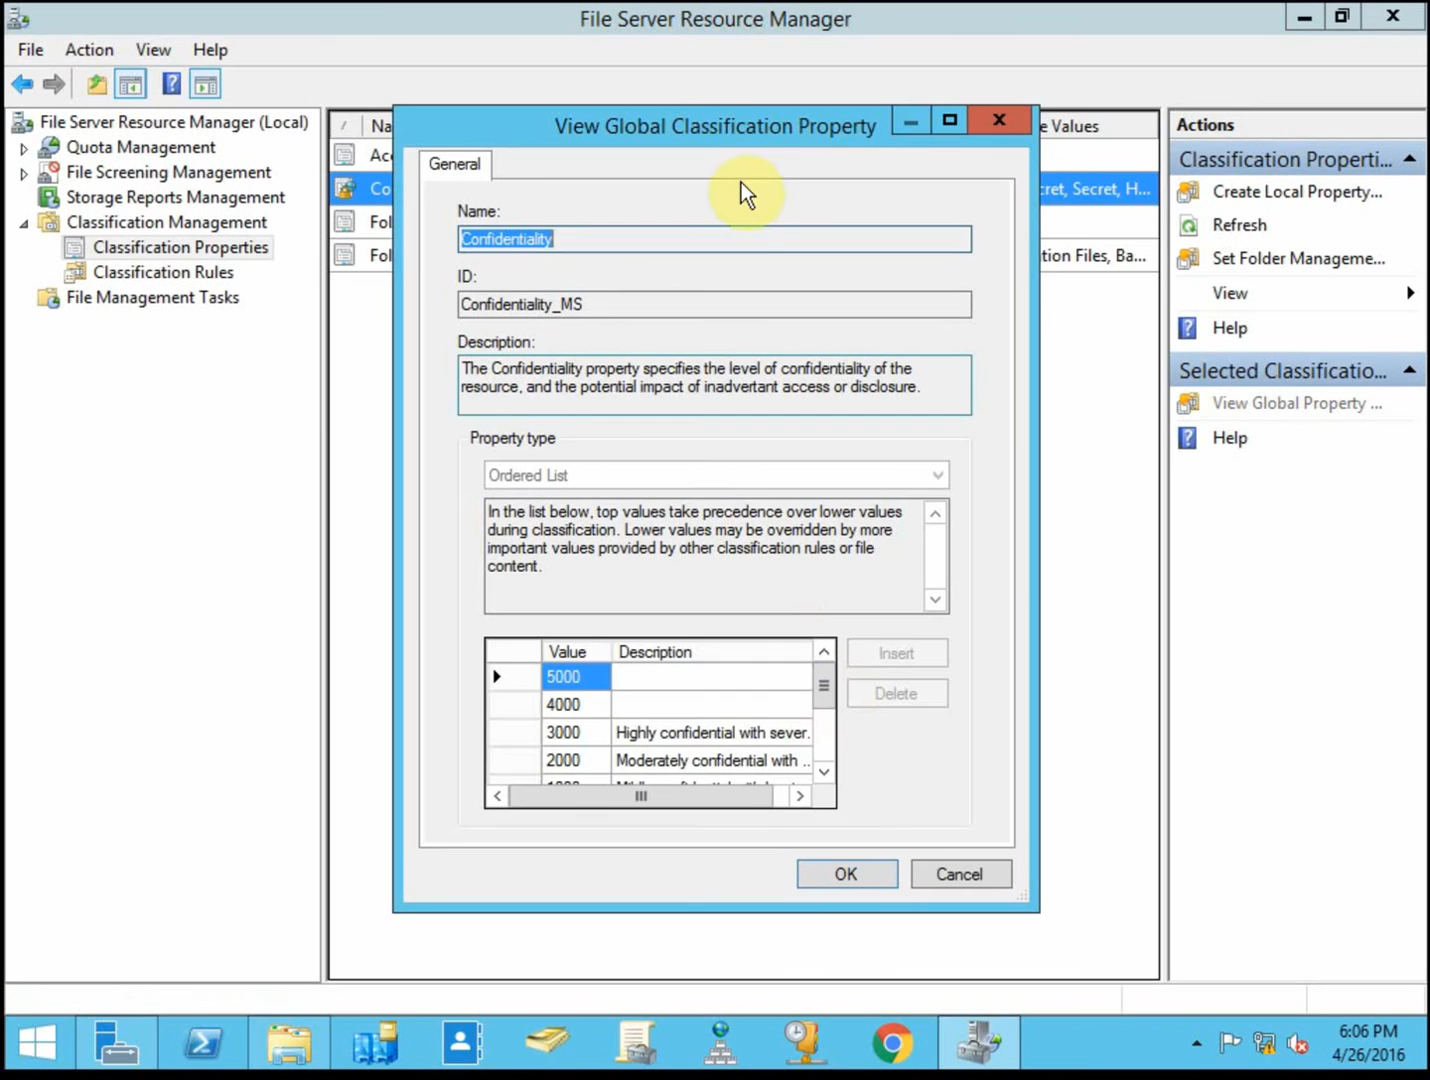 File Server Resource Manager
File Action View Help
File Server Resource Manager (Local)
Quota Management
File Screening Management
Storage Reports Management
Classification Management
Classification Properties
Classification Rules
File Management Tasks
Na
Ac
Co
Fol
Fol
e Values
cret, Secret, H...
tion Files, Ba...
View Global Classification Property
General
Name:
Confidentiality
ID:
Confidentiality_MS
Description:
The Confidentiality property specifies the level of confidentiality of the
resource, and the potential impact of inadvertant access or disclosure.
Property type
Ordered List
In the list below, top values take precedence over lower values
during classification. Lower values may be overridden by more
important values provided by other classification rules or file
content.
Value Description
5000
4000
3000 Highly confidential with sever.
2000 Moderately confidential with ..
Insert
Delete
OK Cancel
Actions
Classification Properti...
Create Local Property...
Refresh
Set Folder Manageme...
View
Help
Selected Classificatio...
View Global Property ...
Help
6:06 PM
4/26/2016